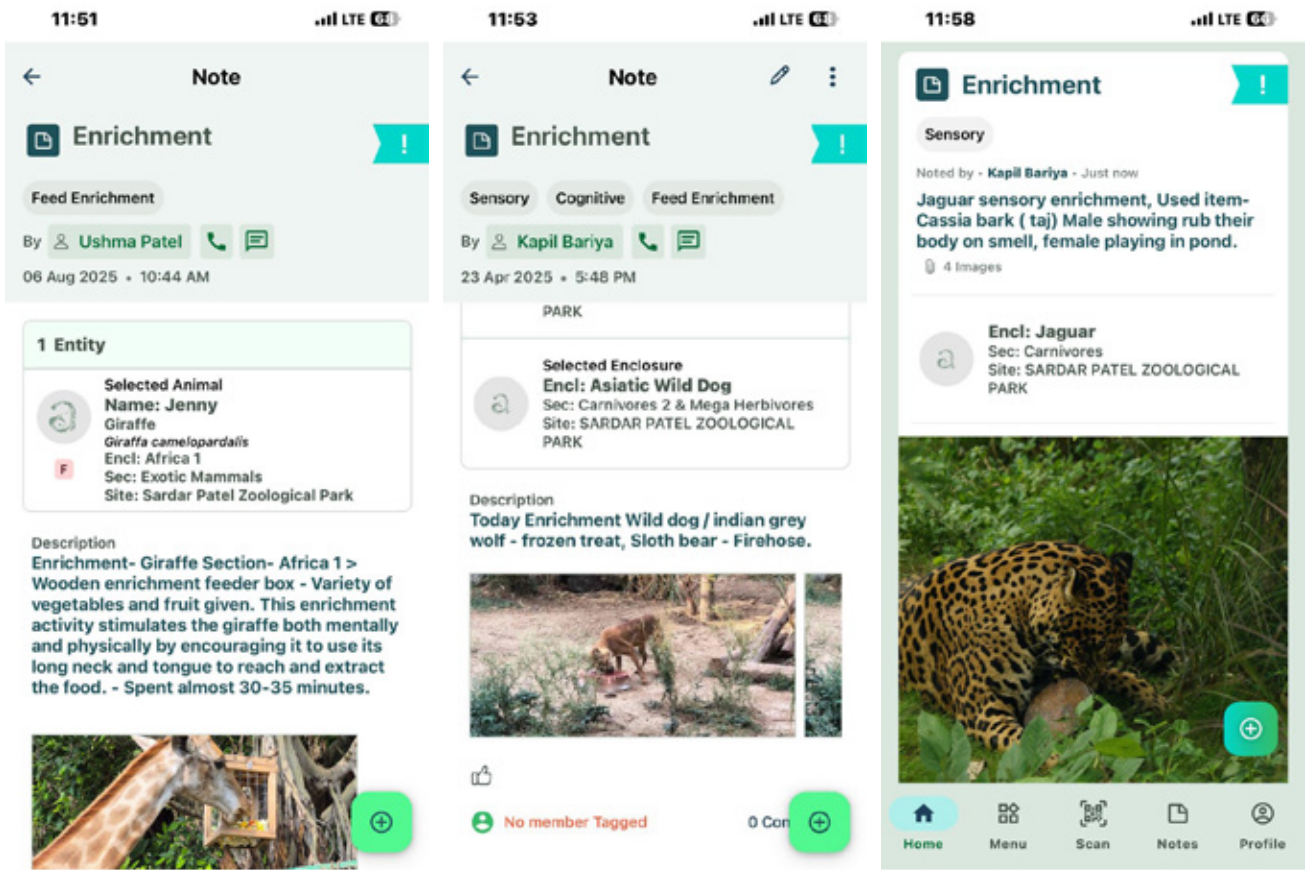 11:51
LTE
Note
Enrichment
!
Feed Enrichment
By Ushma Patel
06 Aug 2025 • 10:44 AM
1 Entity
Selected Animal
Name: Jenny
Giraffe
Giraffa camelopardalis
Encl: Africa 1
F
Sec: Exotic Mammals
Site: Sardar Patel Zoological Park
Description
Enrichment- Giraffe Section- Africa 1 >
Wooden enrichment feeder box - Variety of
vegetables and fruit given. This enrichment
activity stimulates the giraffe both mentally
and physically by encouraging it to use its
long neck and tongue to reach and extract
the food. - Spent almost 30-35 minutes.
11:53
LTE
Note
Enrichment
!
Sensory
Cognitive
Feed Enrichment
By Kapil Bariya
23 Apr 2025 • 5:48 PM
PARK
Selected Enclosure
Encl: Asiatic Wild Dog
Sec: Carnivores 2 & Mega Herbivores
Site: SARDAR PATEL ZOOLOGICAL
PARK
Description
Today Enrichment Wild dog / indian grey
wolf - frozen treat, Sloth bear - Firehose.
No member Tagged
0 Con
11:58
LTE
Enrichment
!
Sensory
Noted by - Kapil Bariya - Just now
Jaguar sensory enrichment, Used item-
Cassia bark ( taj) Male showing rub their
body on smell, female playing in pond.
4 Images
Encl: Jaguar
Sec: Carnivores
Site: SARDAR PATEL ZOOLOGICAL
PARK
Home
Menu
Scan
Notes
Profile